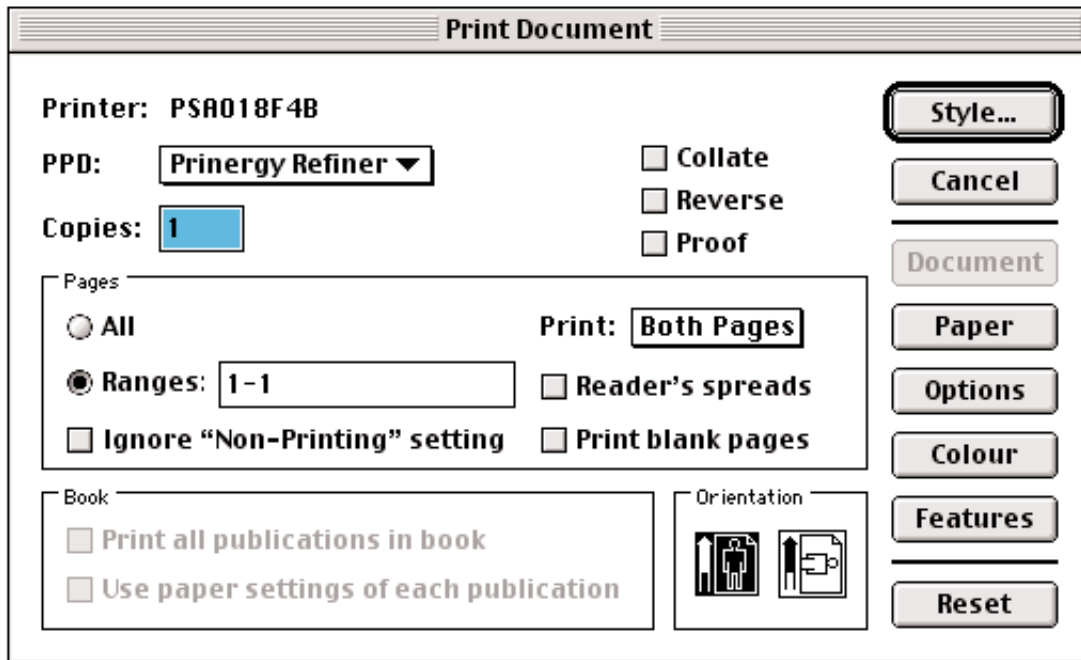 Print Document
Printer: PSA018F4B
PPD: Prinergy Refiner
Copies: 1
Collate
Reverse
Proof
Pages
All
Print: Both Pages
Ranges: 1-1
Reader's spreads
Ignore “Non-Printing” setting
Print blank pages
Book
Print all publications in book
Use paper settings of each publication
Orientation
Style...
Cancel
Document
Paper
Options
Colour
Features
Reset